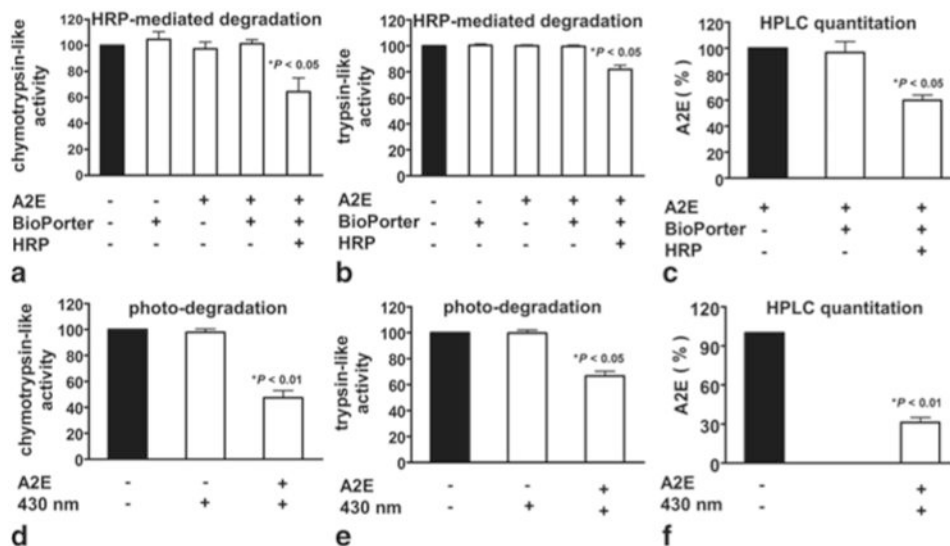 HRP-mediated degradation
chymotrypsin-like
activity
120
100
80
60
40
20
0
*P < 0.05
A2E - - + + +
BioPorter - + - + +
HRP - - - - +
a
HRP-mediated degradation
trypsin-like
activity
120
100
80
60
40
20
0
*P < 0.05
A2E - - + + +
BioPorter - + - + +
HRP - - - - +
b
HPLC quantitation
A2E ( % )
120
100
80
60
40
20
0
*P < 0.05
A2E + + +
BioPorter - + +
HRP - - +
c
photo-degradation
chymotrypsin-like
activity
120
100
80
60
40
20
0
*P < 0.01
A2E - - +
430 nm - + +
d
photo-degradation
trypsin-like
activity
120
100
80
60
40
20
0
*P < 0.05
A2E - - +
430 nm - + +
e
HPLC quantitation
A2E ( % )
120
90
60
30
0
*P < 0.01
A2E - +
430 nm - +
f